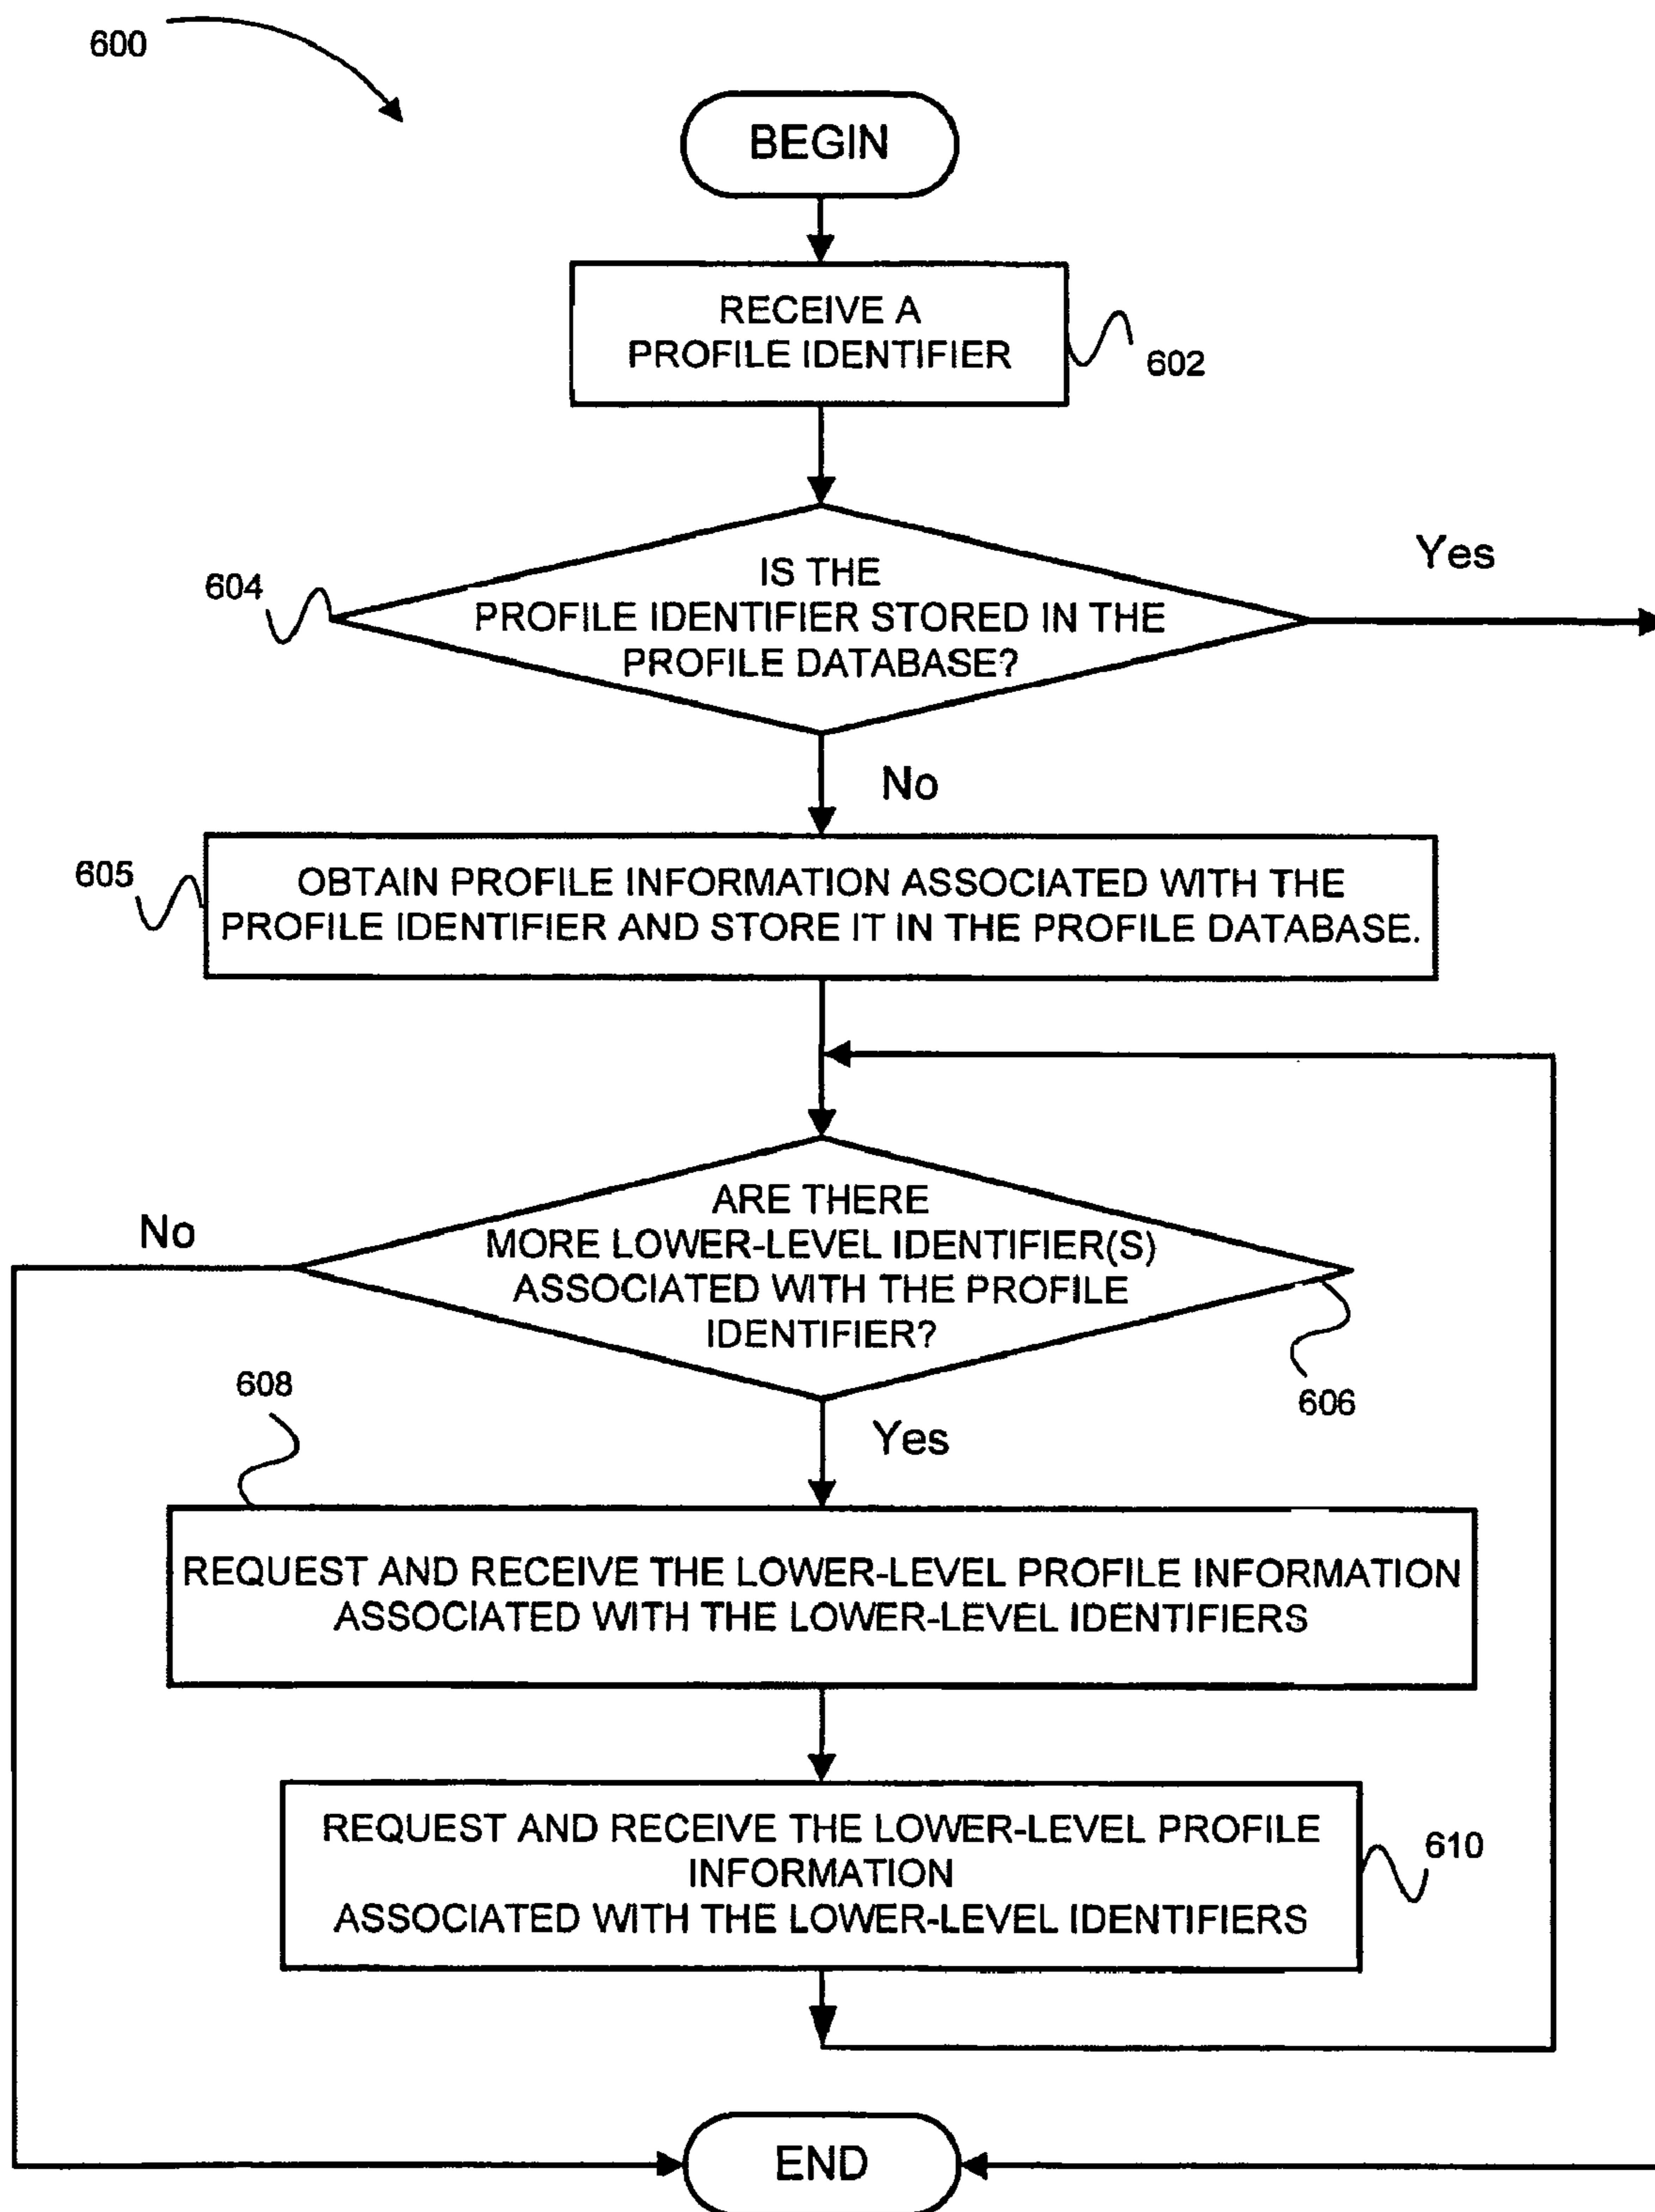 600
BEGIN
RECEIVE A
PROFILE IDENTIFIER
602
604
IS THE
PROFILE IDENTIFIER STORED IN THE
PROFILE DATABASE?
Yes
No
605
OBTAIN PROFILE INFORMATION ASSOCIATED WITH THE
PROFILE IDENTIFIER AND STORE IT IN THE PROFILE DATABASE.
No
ARE THERE
MORE LOWER-LEVEL IDENTIFIER(S)
ASSOCIATED WITH THE PROFILE
IDENTIFIER?
606
608
Yes
REQUEST AND RECEIVE THE LOWER-LEVEL PROFILE INFORMATION
ASSOCIATED WITH THE LOWER-LEVEL IDENTIFIERS
REQUEST AND RECEIVE THE LOWER-LEVEL PROFILE
INFORMATION
ASSOCIATED WITH THE LOWER-LEVEL IDENTIFIERS
610
END